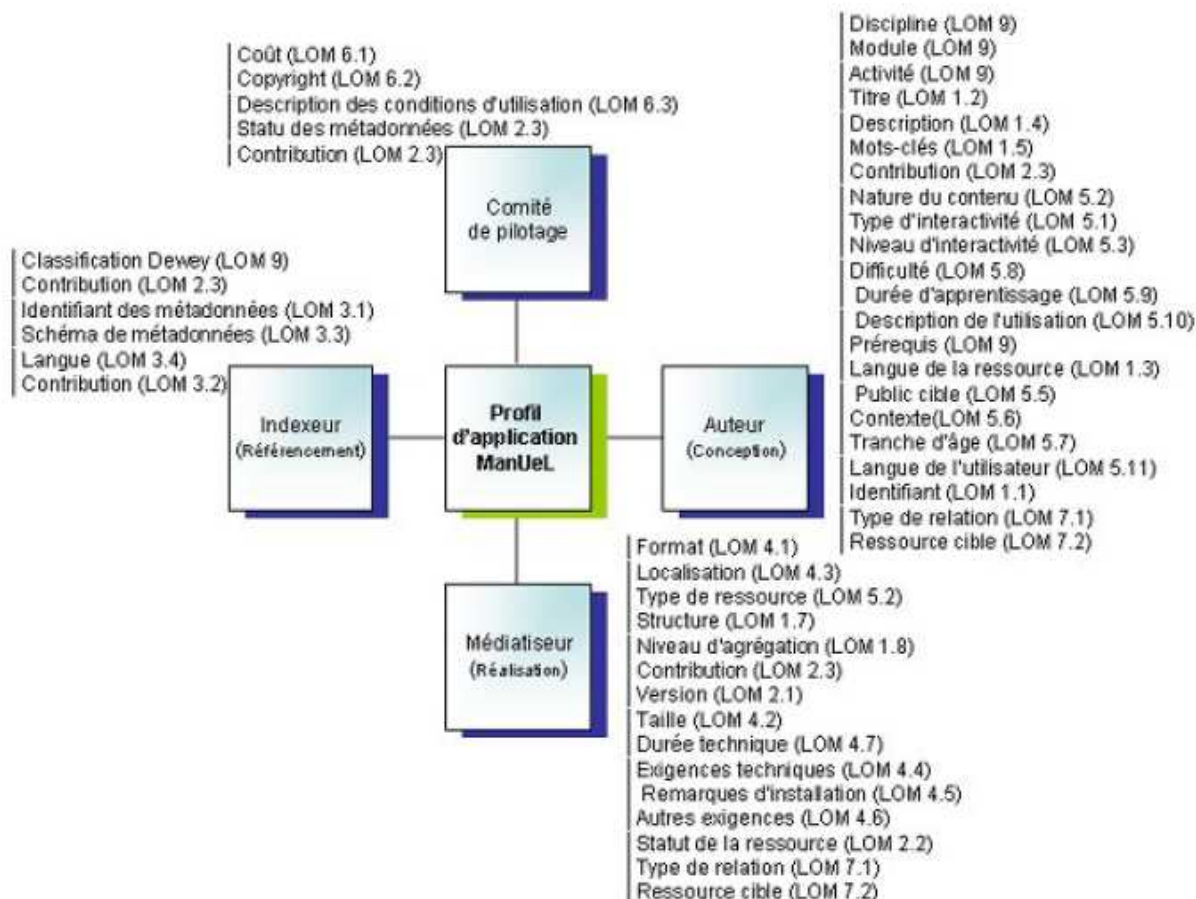 Coût (LOM 6.1)
Copyright (LOM 6.2)
Description des conditions d'utilisation (LOM 6.3)
Statu des métadonnées (LOM 2.3)
Contribution (LOM 2.3)
Comité
de pilotage
Classification Dewey (LOM 9)
Contribution (LOM 2.3)
Identifiant des métadonnées (LOM 3.1)
Schéma de métadonnées (LOM 3.3)
Langue (LOM 3.4)
Contribution (LOM 3.2)
Indexeur
(Référencement)
Profil
d'application
ManUeL
Auteur
(Conception)
Discipline (LOM 9)
Module (LOM 9)
Activité (LOM 9)
Titre (LOM 1.2)
Description (LOM 1.4)
Mots-clés (LOM 1.5)
Contribution (LOM 2.3)
Nature du contenu (LOM 5.2)
Type d'interactivité (LOM 5.1)
Niveau d'interactivité (LOM 5.3)
Difficulté (LOM 5.8)
Durée d'apprentissage (LOM 5.9)
Description de l'utilisation (LOM 5.10)
Prérequis (LOM 9)
Langue de la ressource (LOM 1.3)
Public cible (LOM 5.5)
Contexte(LOM 5.6)
Tranche d'âge (LOM 5.7)
Langue de l'utilisateur (LOM 5.11)
Identifiant (LOM 1.1)
Type de relation (LOM 7.1)
Ressource cible (LOM 7.2)
Médiatiseur
(Réalisation)
Format (LOM 4.1)
Localisation (LOM 4.3)
Type de ressource (LOM 5.2)
Structure (LOM 1.7)
Niveau d'agrégation (LOM 1.8)
Contribution (LOM 2.3)
Version (LOM 2.1)
Taille (LOM 4.2)
Durée technique (LOM 4.7)
Exigences techniques (LOM 4.4)
Remarques d'installation (LOM 4.5)
Autres exigences (LOM 4.6)
Statut de la ressource (LOM 2.2)
Type de relation (LOM 7.1)
Ressource cible (LOM 7.2)